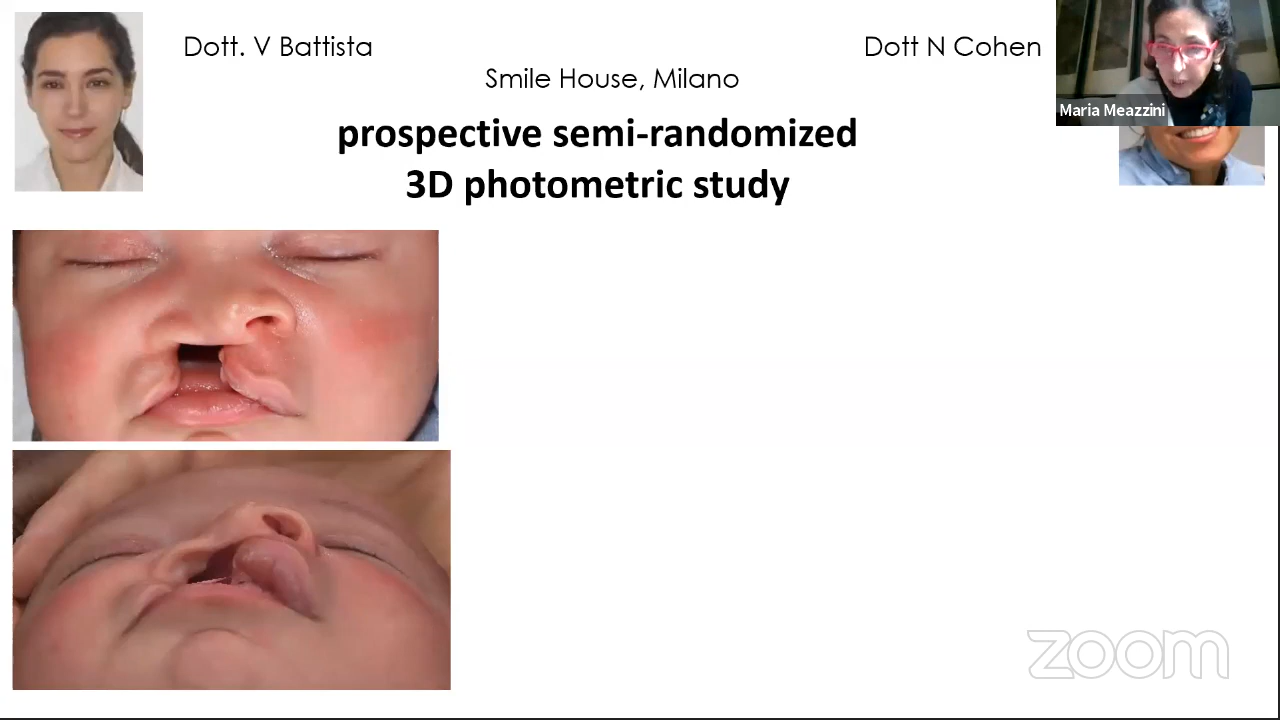 Dott. V Battista
Dott N Cohen
Smile House, Milano
Maria Meazzini
prospective semi-randomized
3D photometric study
zoom